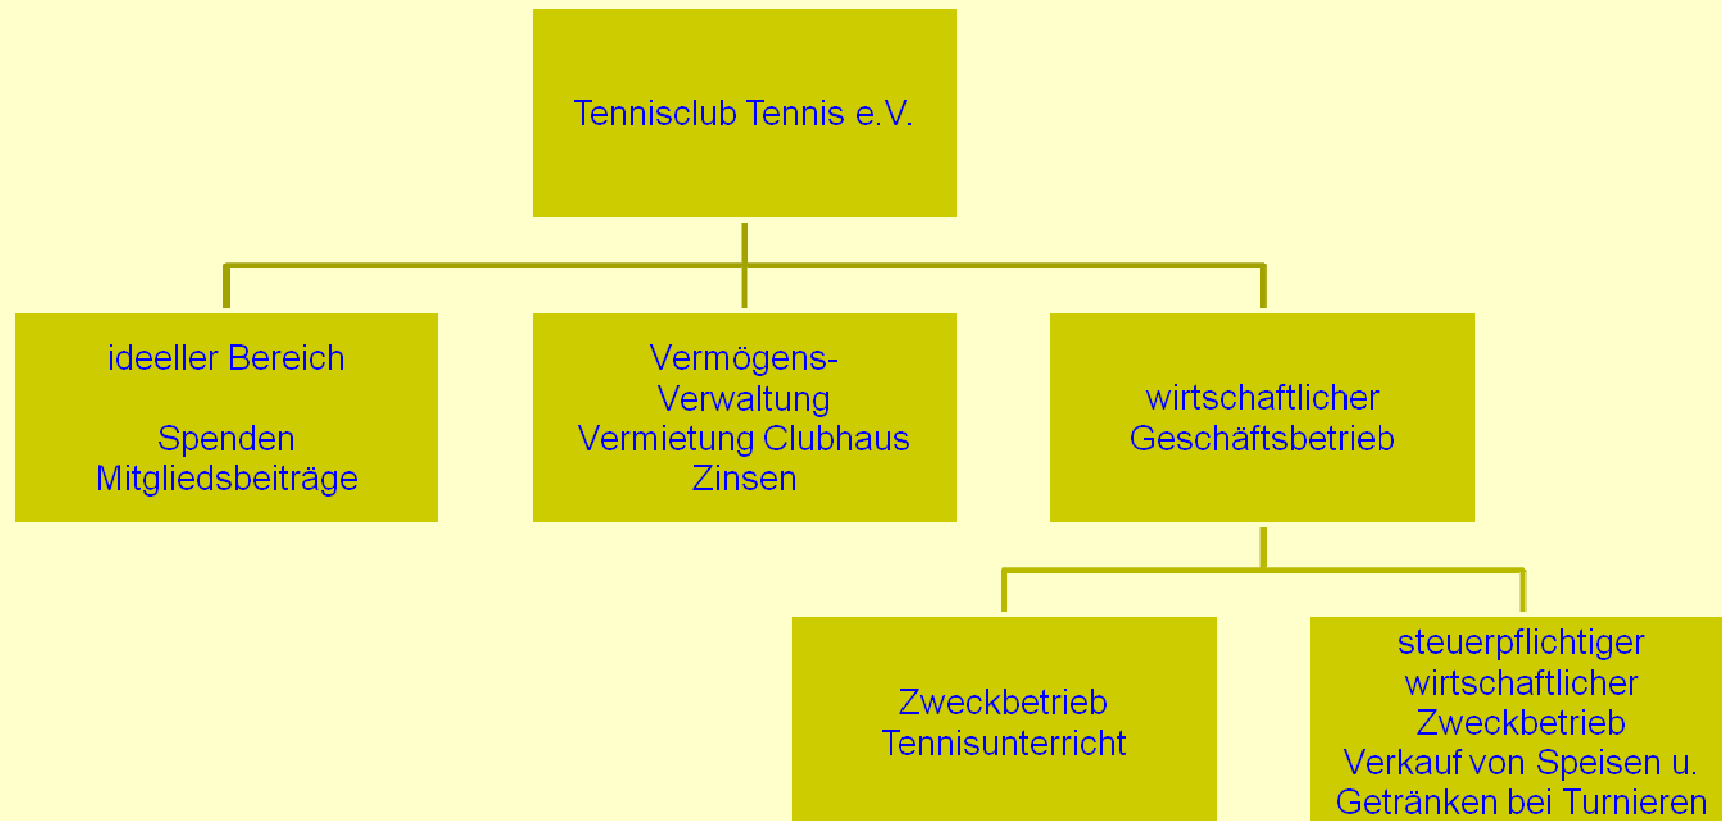 Tennisclub Tennis e.V.
ideeller Bereich
Spenden
Mitgliedsbeiträge
Vermögens-
Verwaltung
Vermietung Clubhaus
Zinsen
wirtschaftlicher
Geschäftsbetrieb
Zweckbetrieb
Tennisunterricht
steuerpflichtiger
wirtschaftlicher
Zweckbetrieb
Verkauf von Speisen u.
Getränken bei Turnieren